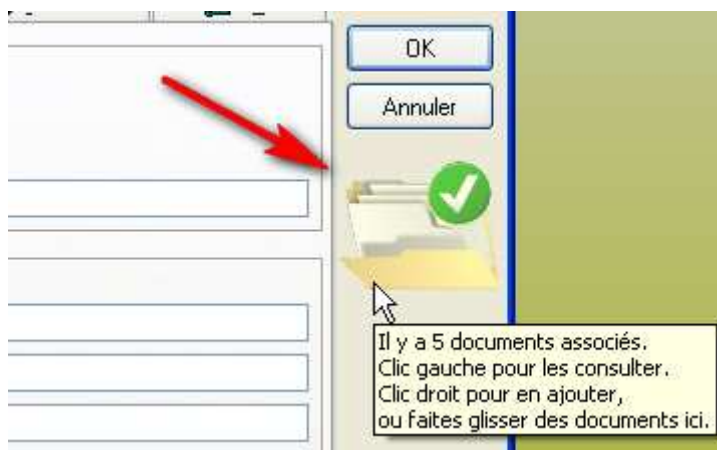 OK
Annuler
Il y a 5 documents associés.
Clic gauche pour les consulter.
Clic droit pour en ajouter,
ou faites glisser des documents ici.